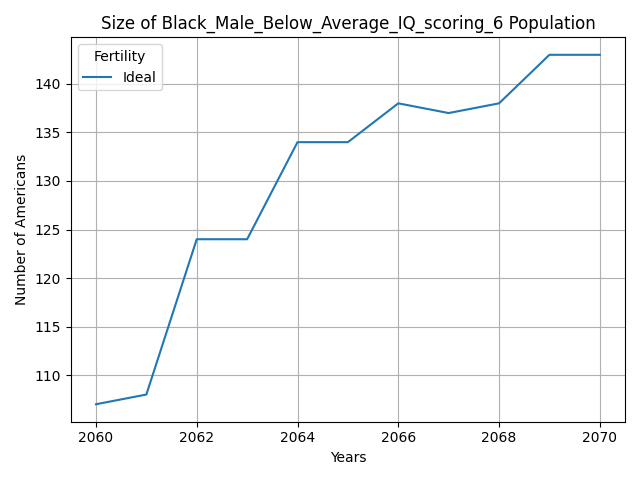 Size of Black_Male_Below_Average_IQ_scoring_6 Population
Fertility
Ideal
Number of Americans
140
135
130
125
120
115
110
2060
2062
2064
2066
2068
2070
Years